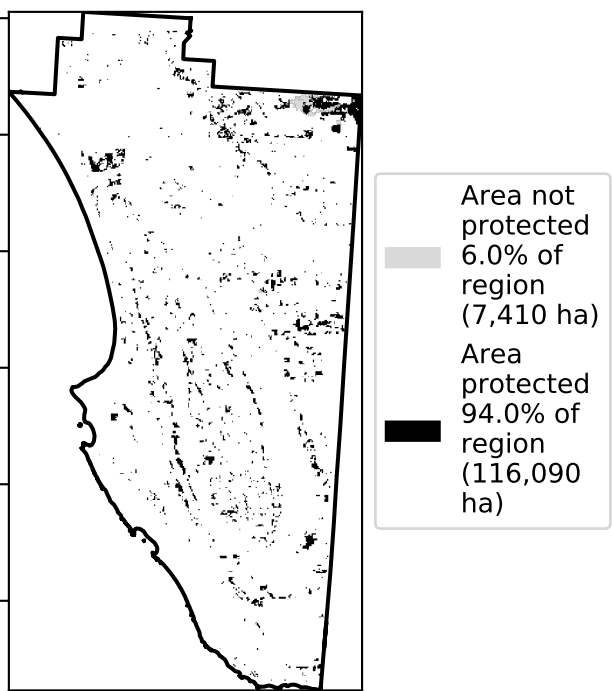 Area not
protected
6.0% of
region
(7,410 ha)
Area
protected
94.0% of
region
(116,090
ha)